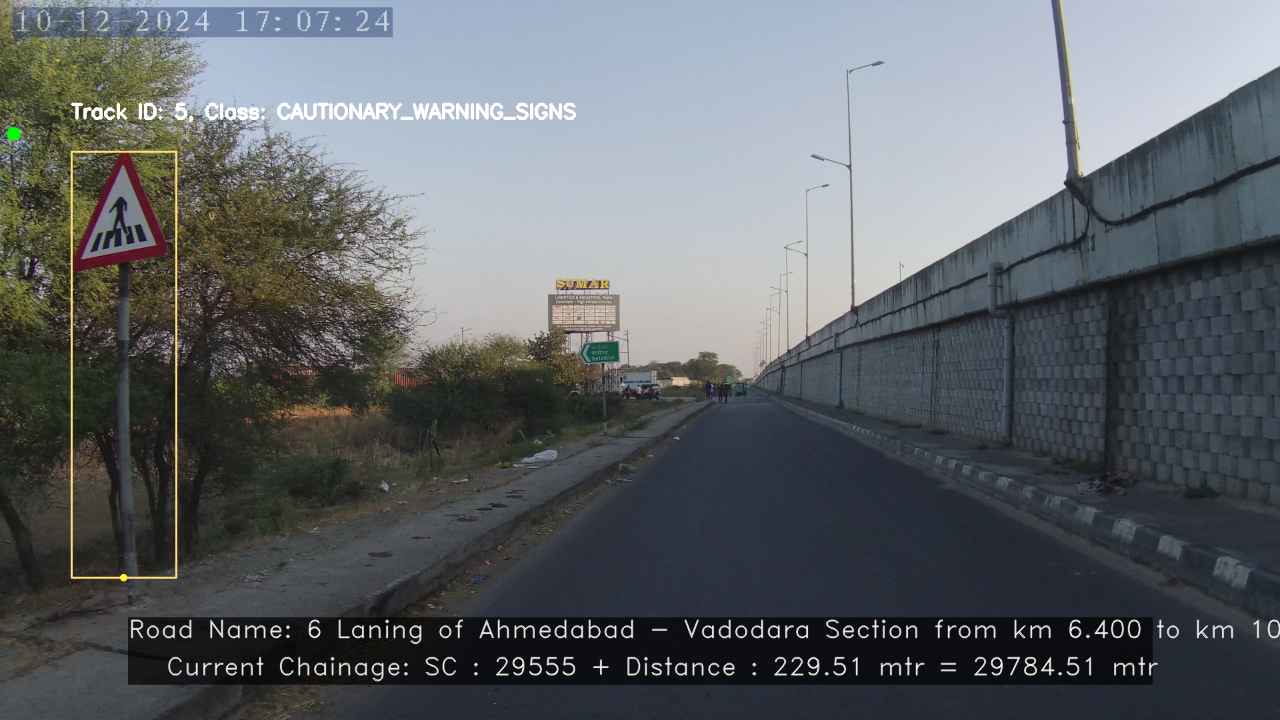 10-12-2024 17:07:24
Track ID: 5, Class: CAUTIONARY_WARNING_SIGNS
SUMAR
Road Name: 6 Laning of Ahmedabad - Vadodara Section from km 6.400 to km 10
Current Chainage: SC : 29555 + Distance : 229.51 mtr = 29784.51 mtr